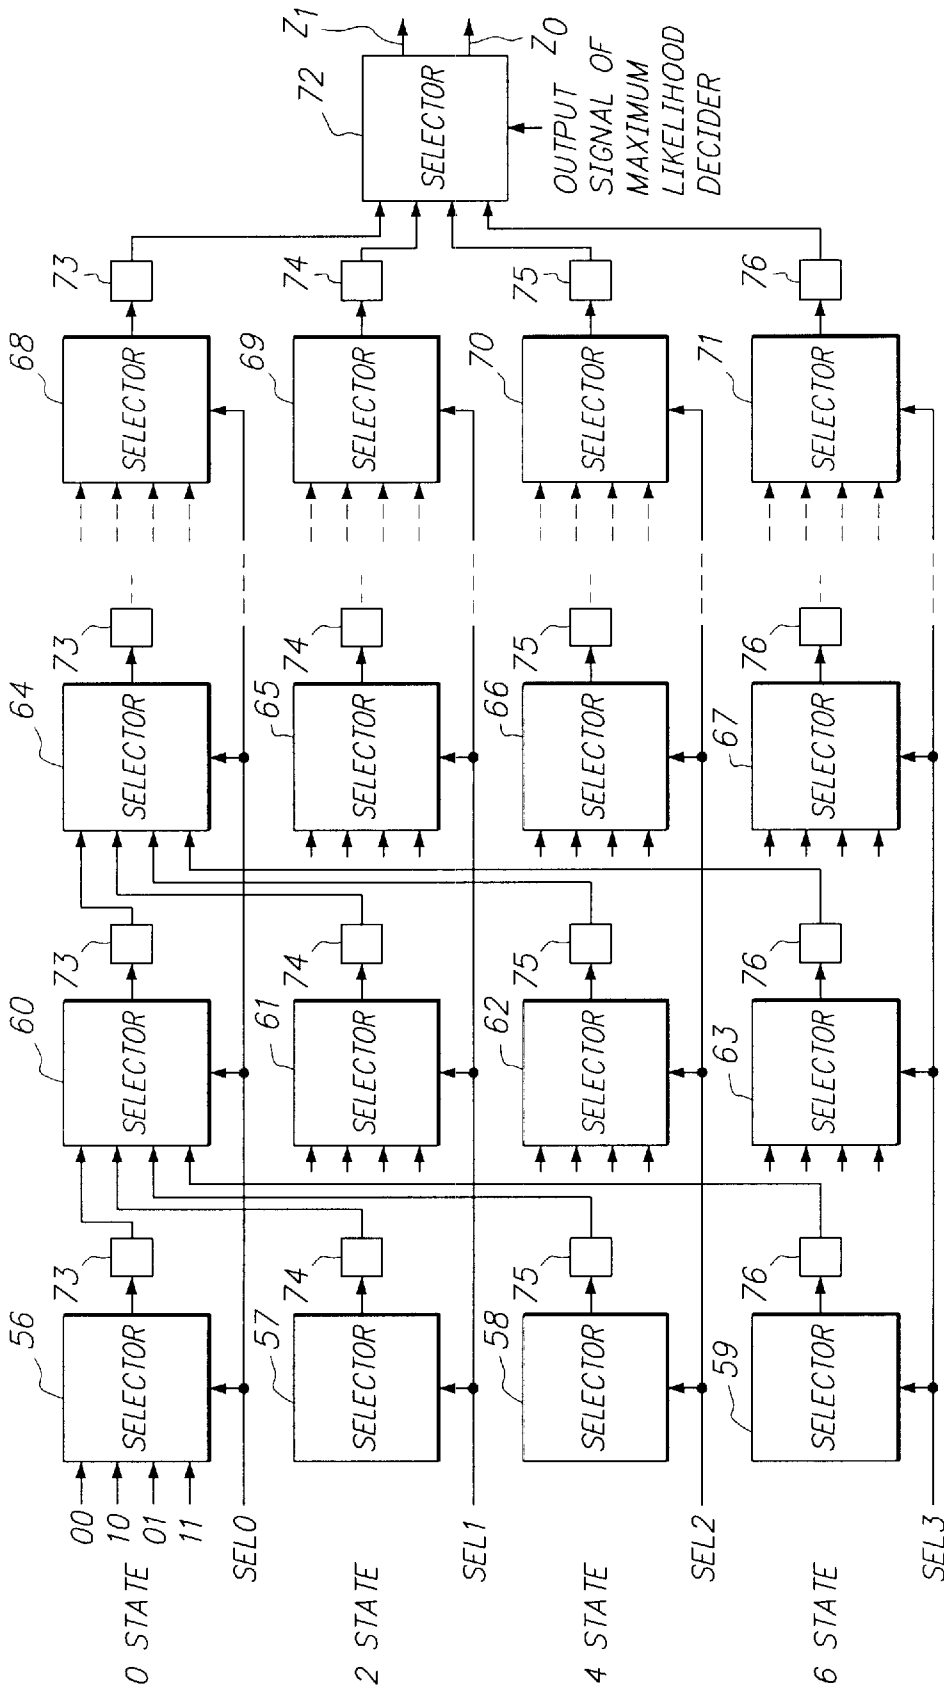 0 STATE
00
10
01
11
SEL0
56
SELECTOR
73
60
SELECTOR
73
64
SELECTOR
73
68
SELECTOR
73
2 STATE
SEL1
57
SELECTOR
74
61
SELECTOR
74
65
SELECTOR
74
69
SELECTOR
74
4 STATE
SEL2
58
SELECTOR
75
62
SELECTOR
75
66
SELECTOR
75
70
SELECTOR
75
6 STATE
SEL3
59
SELECTOR
76
63
SELECTOR
76
67
SELECTOR
76
71
SELECTOR
76
72
SELECTOR
Z1
Z0
OUTPUT
SIGNAL OF
MAXIMUM
LIKELIHOOD
DECIDER